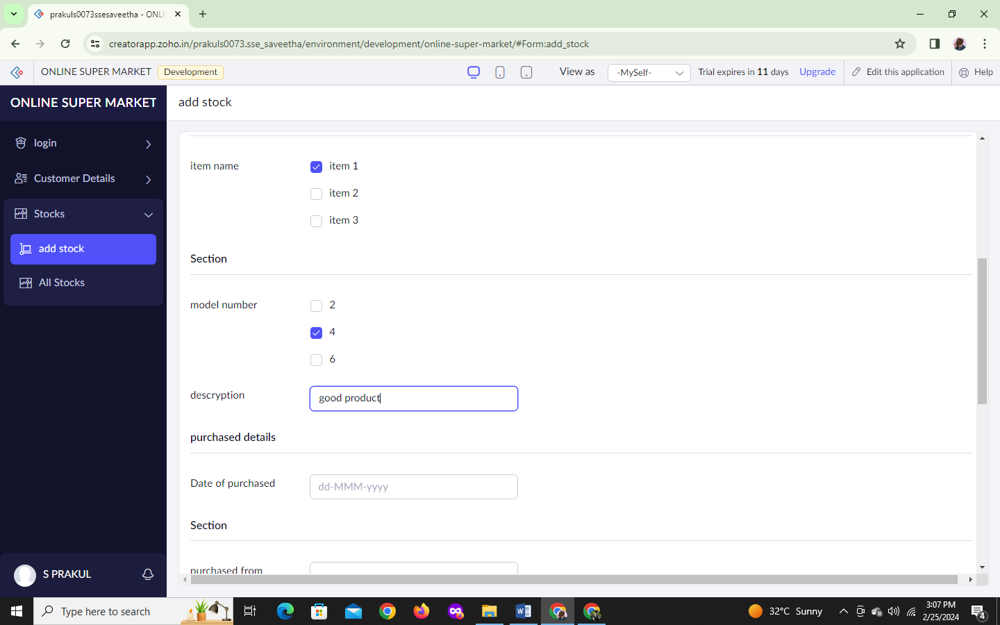 prakuls0073ssesaveetha - ONLI
creatorapp.zoho.in/prakuls0073.sse_saveetha/environment/development/online-super-market/#Form:add_stock
ONLINE SUPER MARKET
Development
View as
-MySelf-
Trial expires in 11 days
Upgrade
Edit this application
Help
ONLINE SUPER MARKET
login
Customer Details
Stocks
add stock
All Stocks
S PRAKUL
add stock
item name
item 1
item 2
item 3
Section
model number
2
4
6
descryption
good product
purchased details
Date of purchased
dd-MMM-yyyy
Section
purchased from
Type here to search
32°C Sunny
3:07 PM
2/25/2024
4